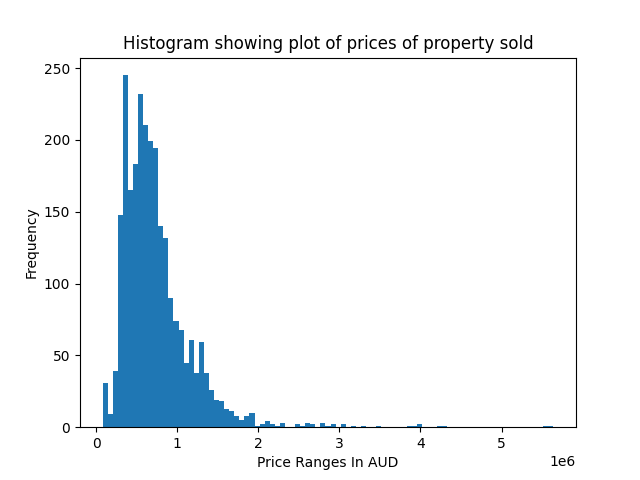 Histogram showing plot of prices of property sold
250
200
150
100
50
0
Frequency
0 1 2 3 4 5
1e6
Price Ranges In AUD